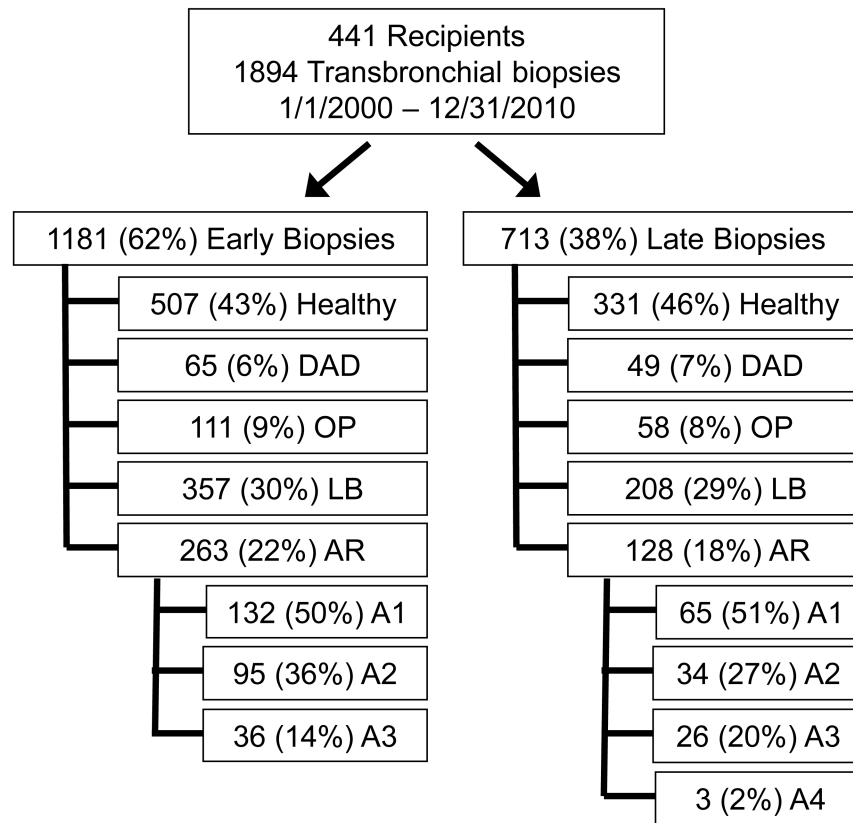 441 Recipients
1894 Transbronchial biopsies
1/1/2000 – 12/31/2010
1181 (62%) Early Biopsies
507 (43%) Healthy
65 (6%) DAD
111 (9%) OP
357 (30%) LB
263 (22%) AR
132 (50%) A1
95 (36%) A2
36 (14%) A3
713 (38%) Late Biopsies
331 (46%) Healthy
49 (7%) DAD
58 (8%) OP
208 (29%) LB
128 (18%) AR
65 (51%) A1
34 (27%) A2
26 (20%) A3
3 (2%) A4